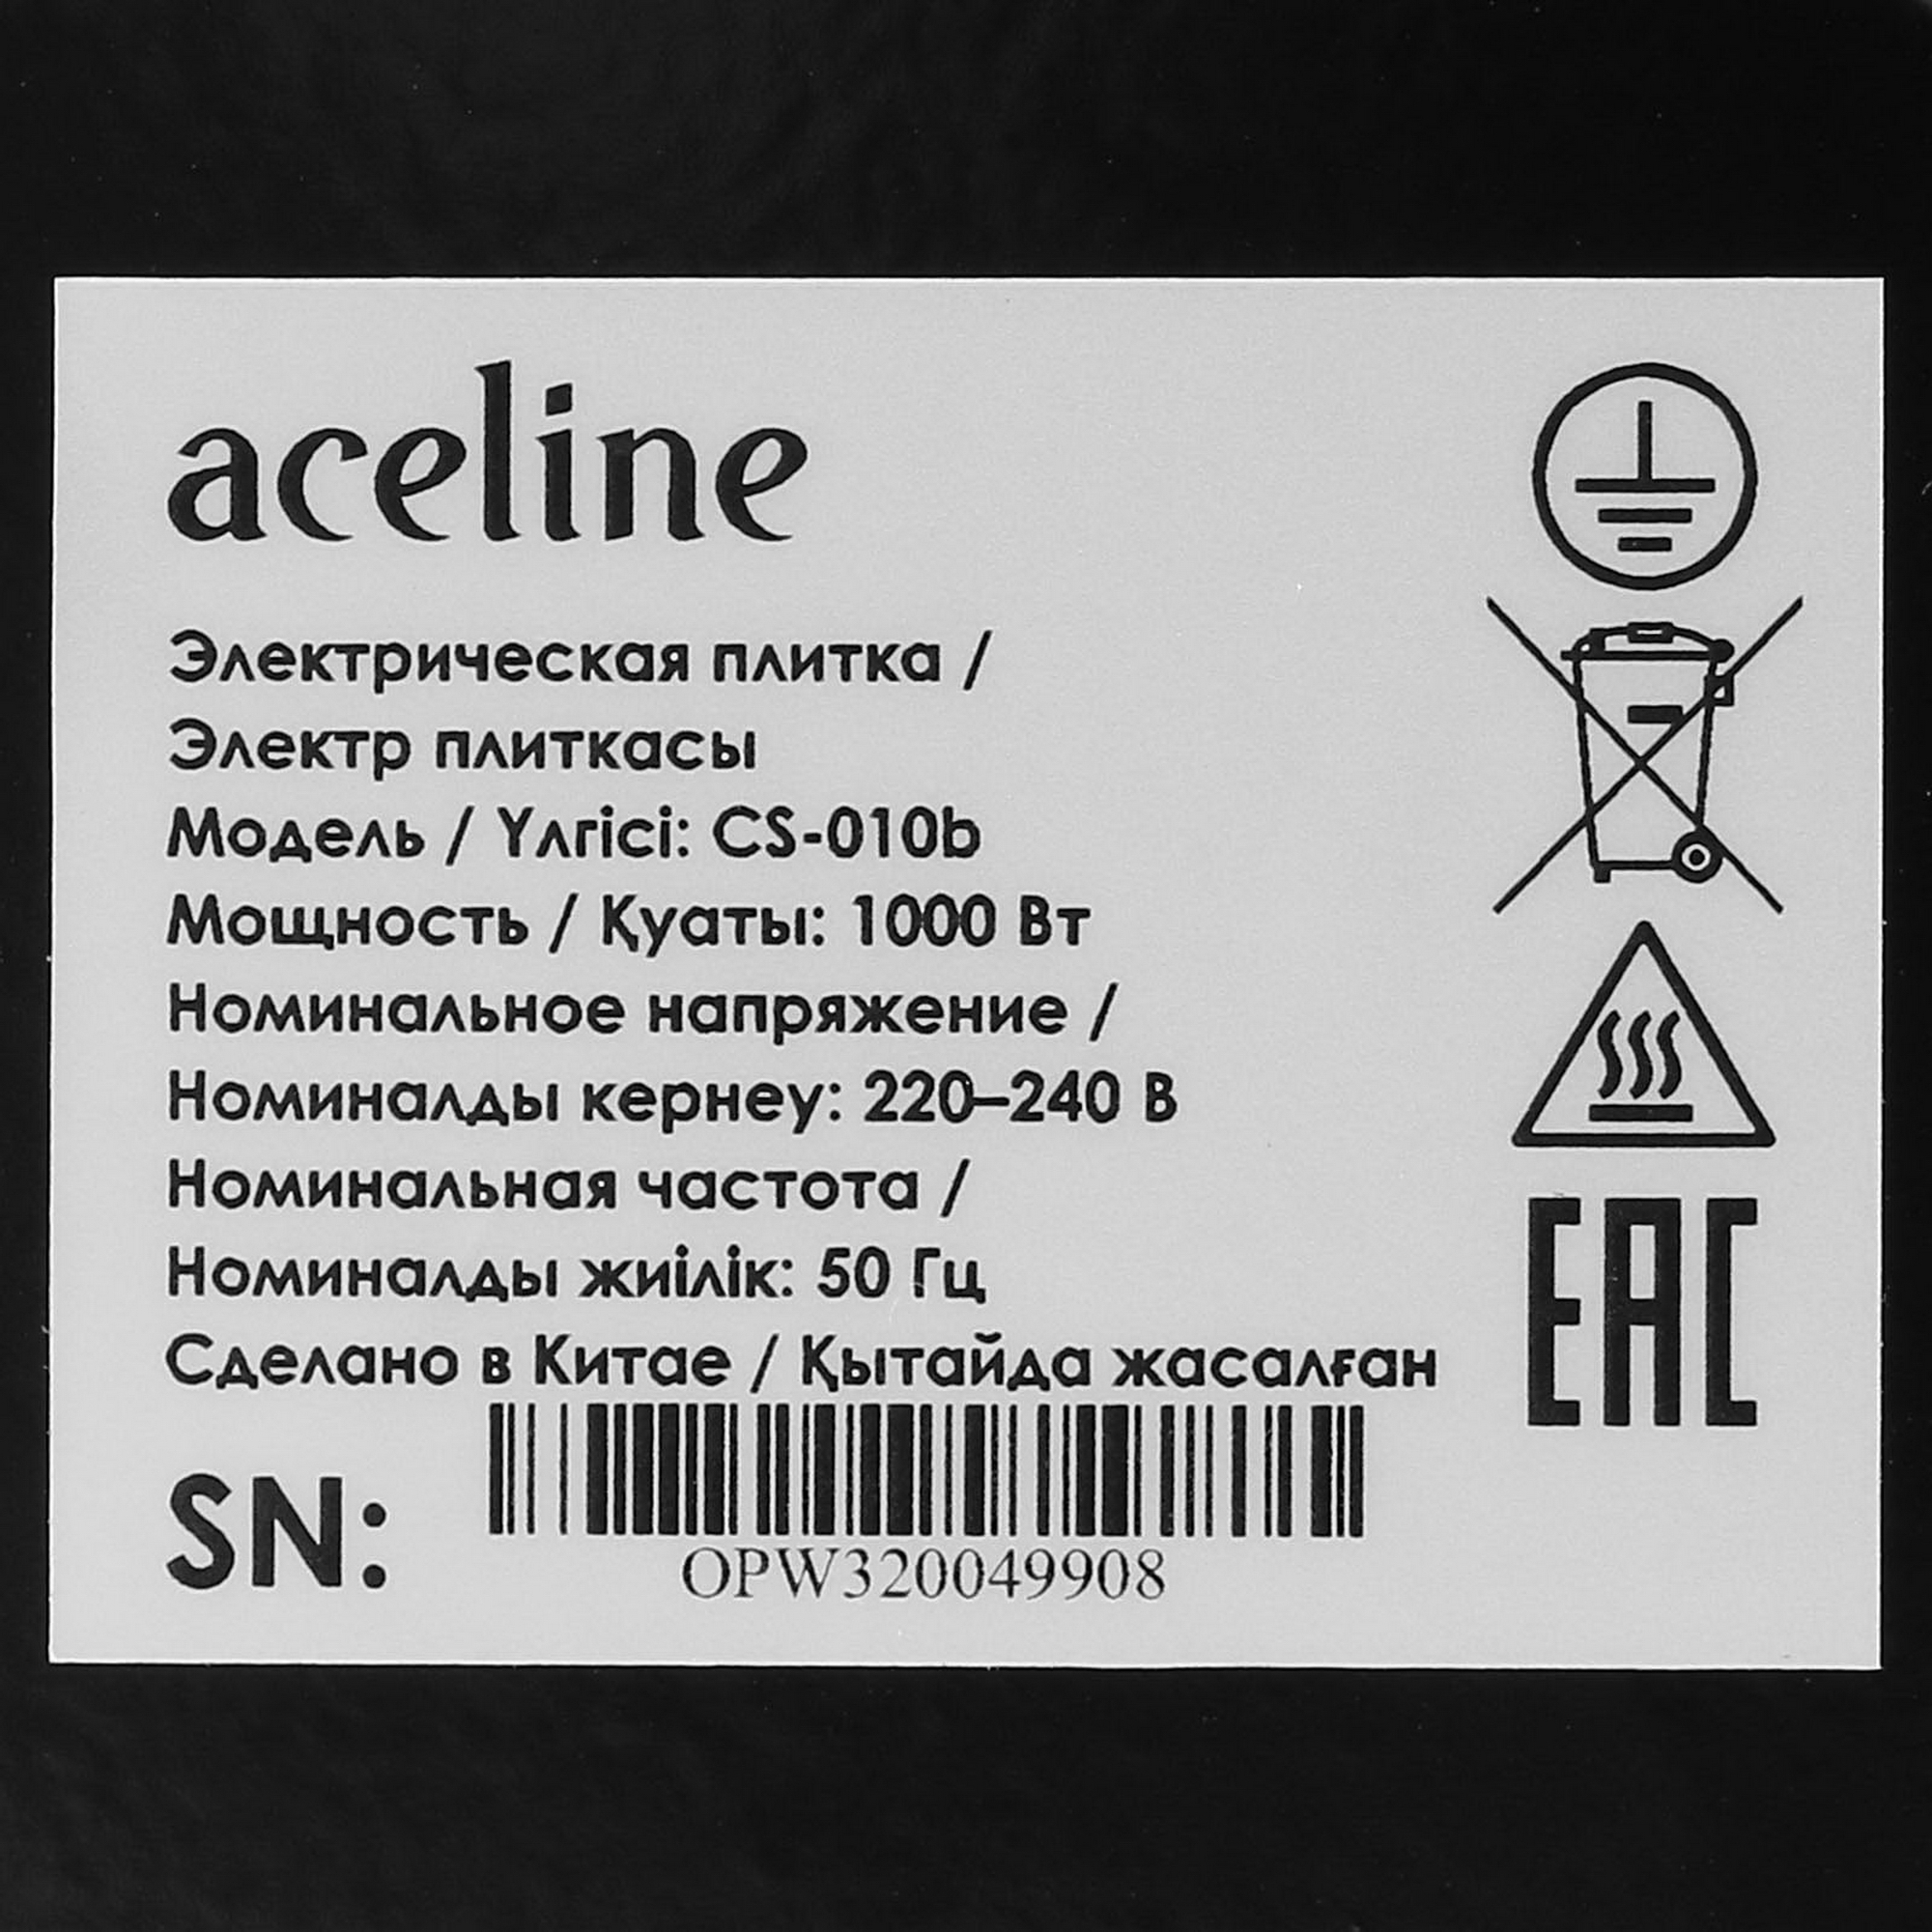 aceline
Электрическая плитка /
Электр плиткасы
Модель / Үлгісі: CS-010b
Мощность / Қуаты: 1000 Вт
Номинальное напряжение /
Номиналды кернеу: 220–240 В
Номинальная частота /
Номиналды жиілік: 50 Гц
Сделано в Китае / Қытайда жасалған
SN:
OPW320049908
EAC